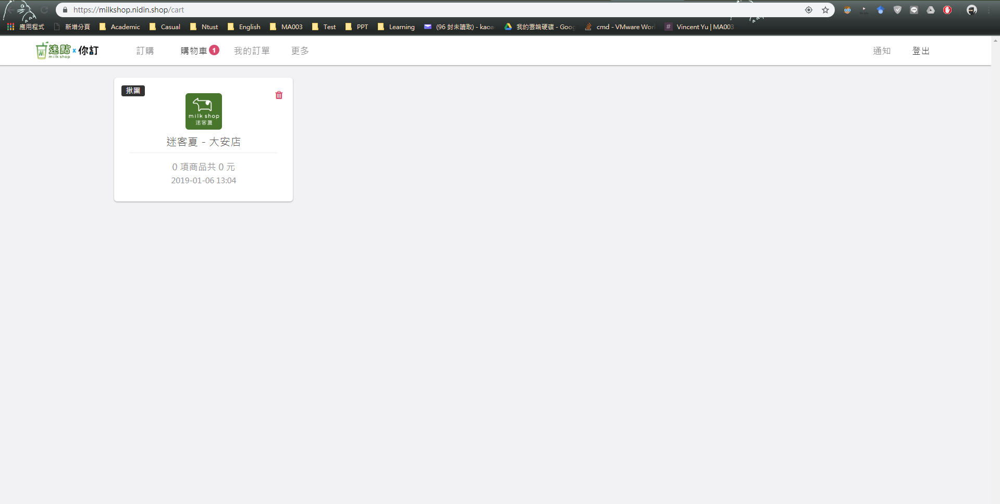 https://milkshop.nidin.shop/cart
應用程式 新增分頁 Academic Casual Ntust English MA003 Test PPT Learning (96 封未讀取) - kaoa 我的雲端硬碟 - Goog cmd - VMware Work Vincent Yu | MA003
迷點 milk shop x 你訂 訂購 購物車 1 我的訂單 更多 通知 登出
揪團
milk shop
迷客夏
迷客夏 - 大安店
0 項商品共 0 元
2019-01-06 13:04